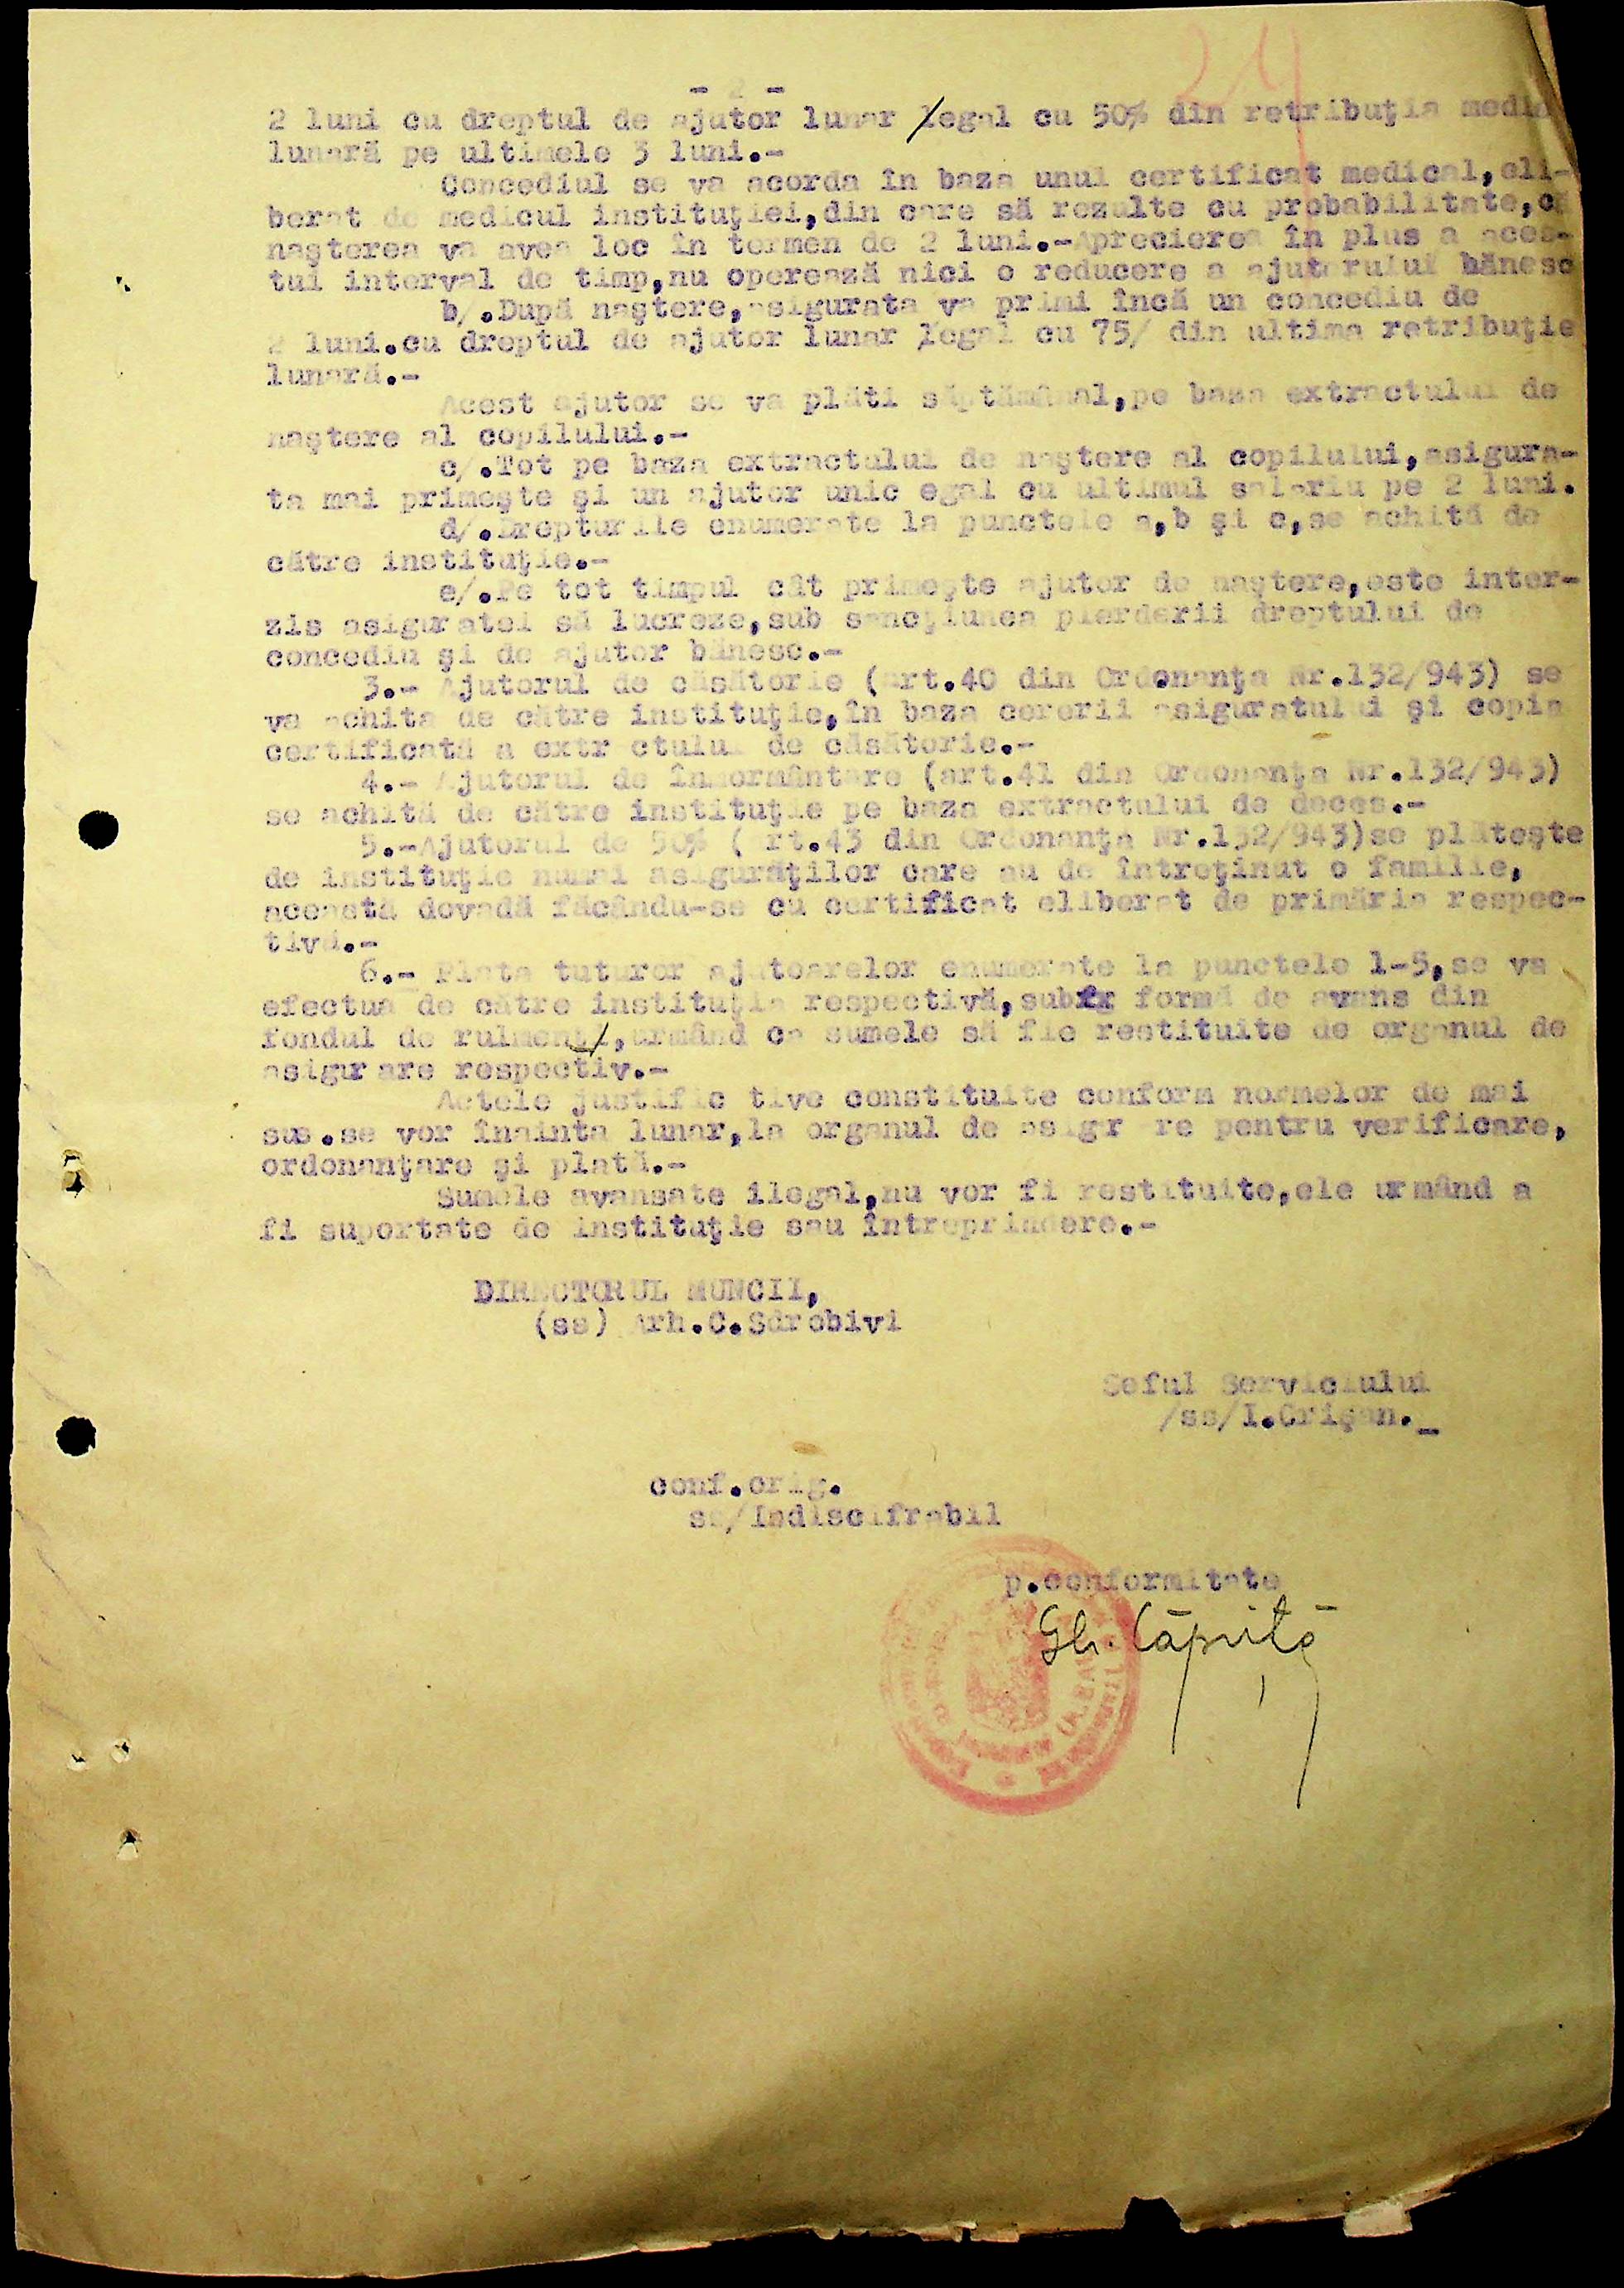 24
- 2 -
2 luni cu dreptul de ajutor lunar legal cu 50% din retribuţia medie
lunară pe ultimele 3 luni.-
Concediul se va acorda în baza unui certificat medical,eli-
berat de medicul instituţiei,din care să rezulte cu probabilitate,că
naşterea va avea loc în termen de 2 luni.-Aprecierea în plus a aces-
tui interval de timp,nu operează nici o reducere a ajutorului bănesc
b/.După naştere,asigurata va primi încă un concediu de
2 luni.cu dreptul de ajutor lunar legal cu 75/ din ultima retribuţie
lunară.-
Acest ajutor se va plăti săptămânal,pe baza extractului de
naştere al copilului.-
c/.Tot pe baza extractului de naştere al copilului,asigura-
ta mai primeşte şi un ajutor unic egal cu ultimul salariu pe 2 luni.
d/.Drepturile enumerate la punctele a,b şi c,se achită de
către instituţie.-
e/.Pe tot timpul cât primeşte ajutor de naştere,este inter-
zis asiguratei să lucreze,sub sancţiunea pierderii dreptului de
concediu şi de ajutor bănesc.-
3.- Ajutorul de căsătorie (art.40 din Ordonanţa Nr.132/943) se
va achita de către instituţie,în baza cererii asiguratului şi copia
certificată a extr ctului de căsătorie.-
4.- Ajutorul de înmormântare (art.41 din Ordonanţa Nr.132/943)
se achită de către instituţie pe baza extractului de deces.-
5.-Ajutorul de 50% ( rt.43 din Ordonanţa Nr.132/943)se plăteşte
de instituţie numai asiguraţilor care au de întreţinut o familie,
această dovadă făcându-se cu certificat eliberat de primăria respec-
tivă.-
6.- Plata tuturor ajutoarelor enumerate la punctele 1-5,se va
efectua de către instituţia respectivă,sub formă de avans din
fondul de rulment/,urmând ca sumele să fie restituite de organul de
asigurare respectiv.-
Actele justific tive constituite conform normelor de mai
sus.se vor înainta lunar,la organul de asigur re pentru verificare,
ordonanţare şi plată.-
Sumele avansate ilegal,nu vor fi restituite,ele urmând a
fi suportate de instituţie sau întreprindere.-
DIRECTORUL MUNCII,
(ss) Arh.C.Sdrobivi
Seful Serviciului
/ss/I.Crişan._
conf.orig.
ss/Indiscifrabil
p.conformitate
Gh. Căpriţă